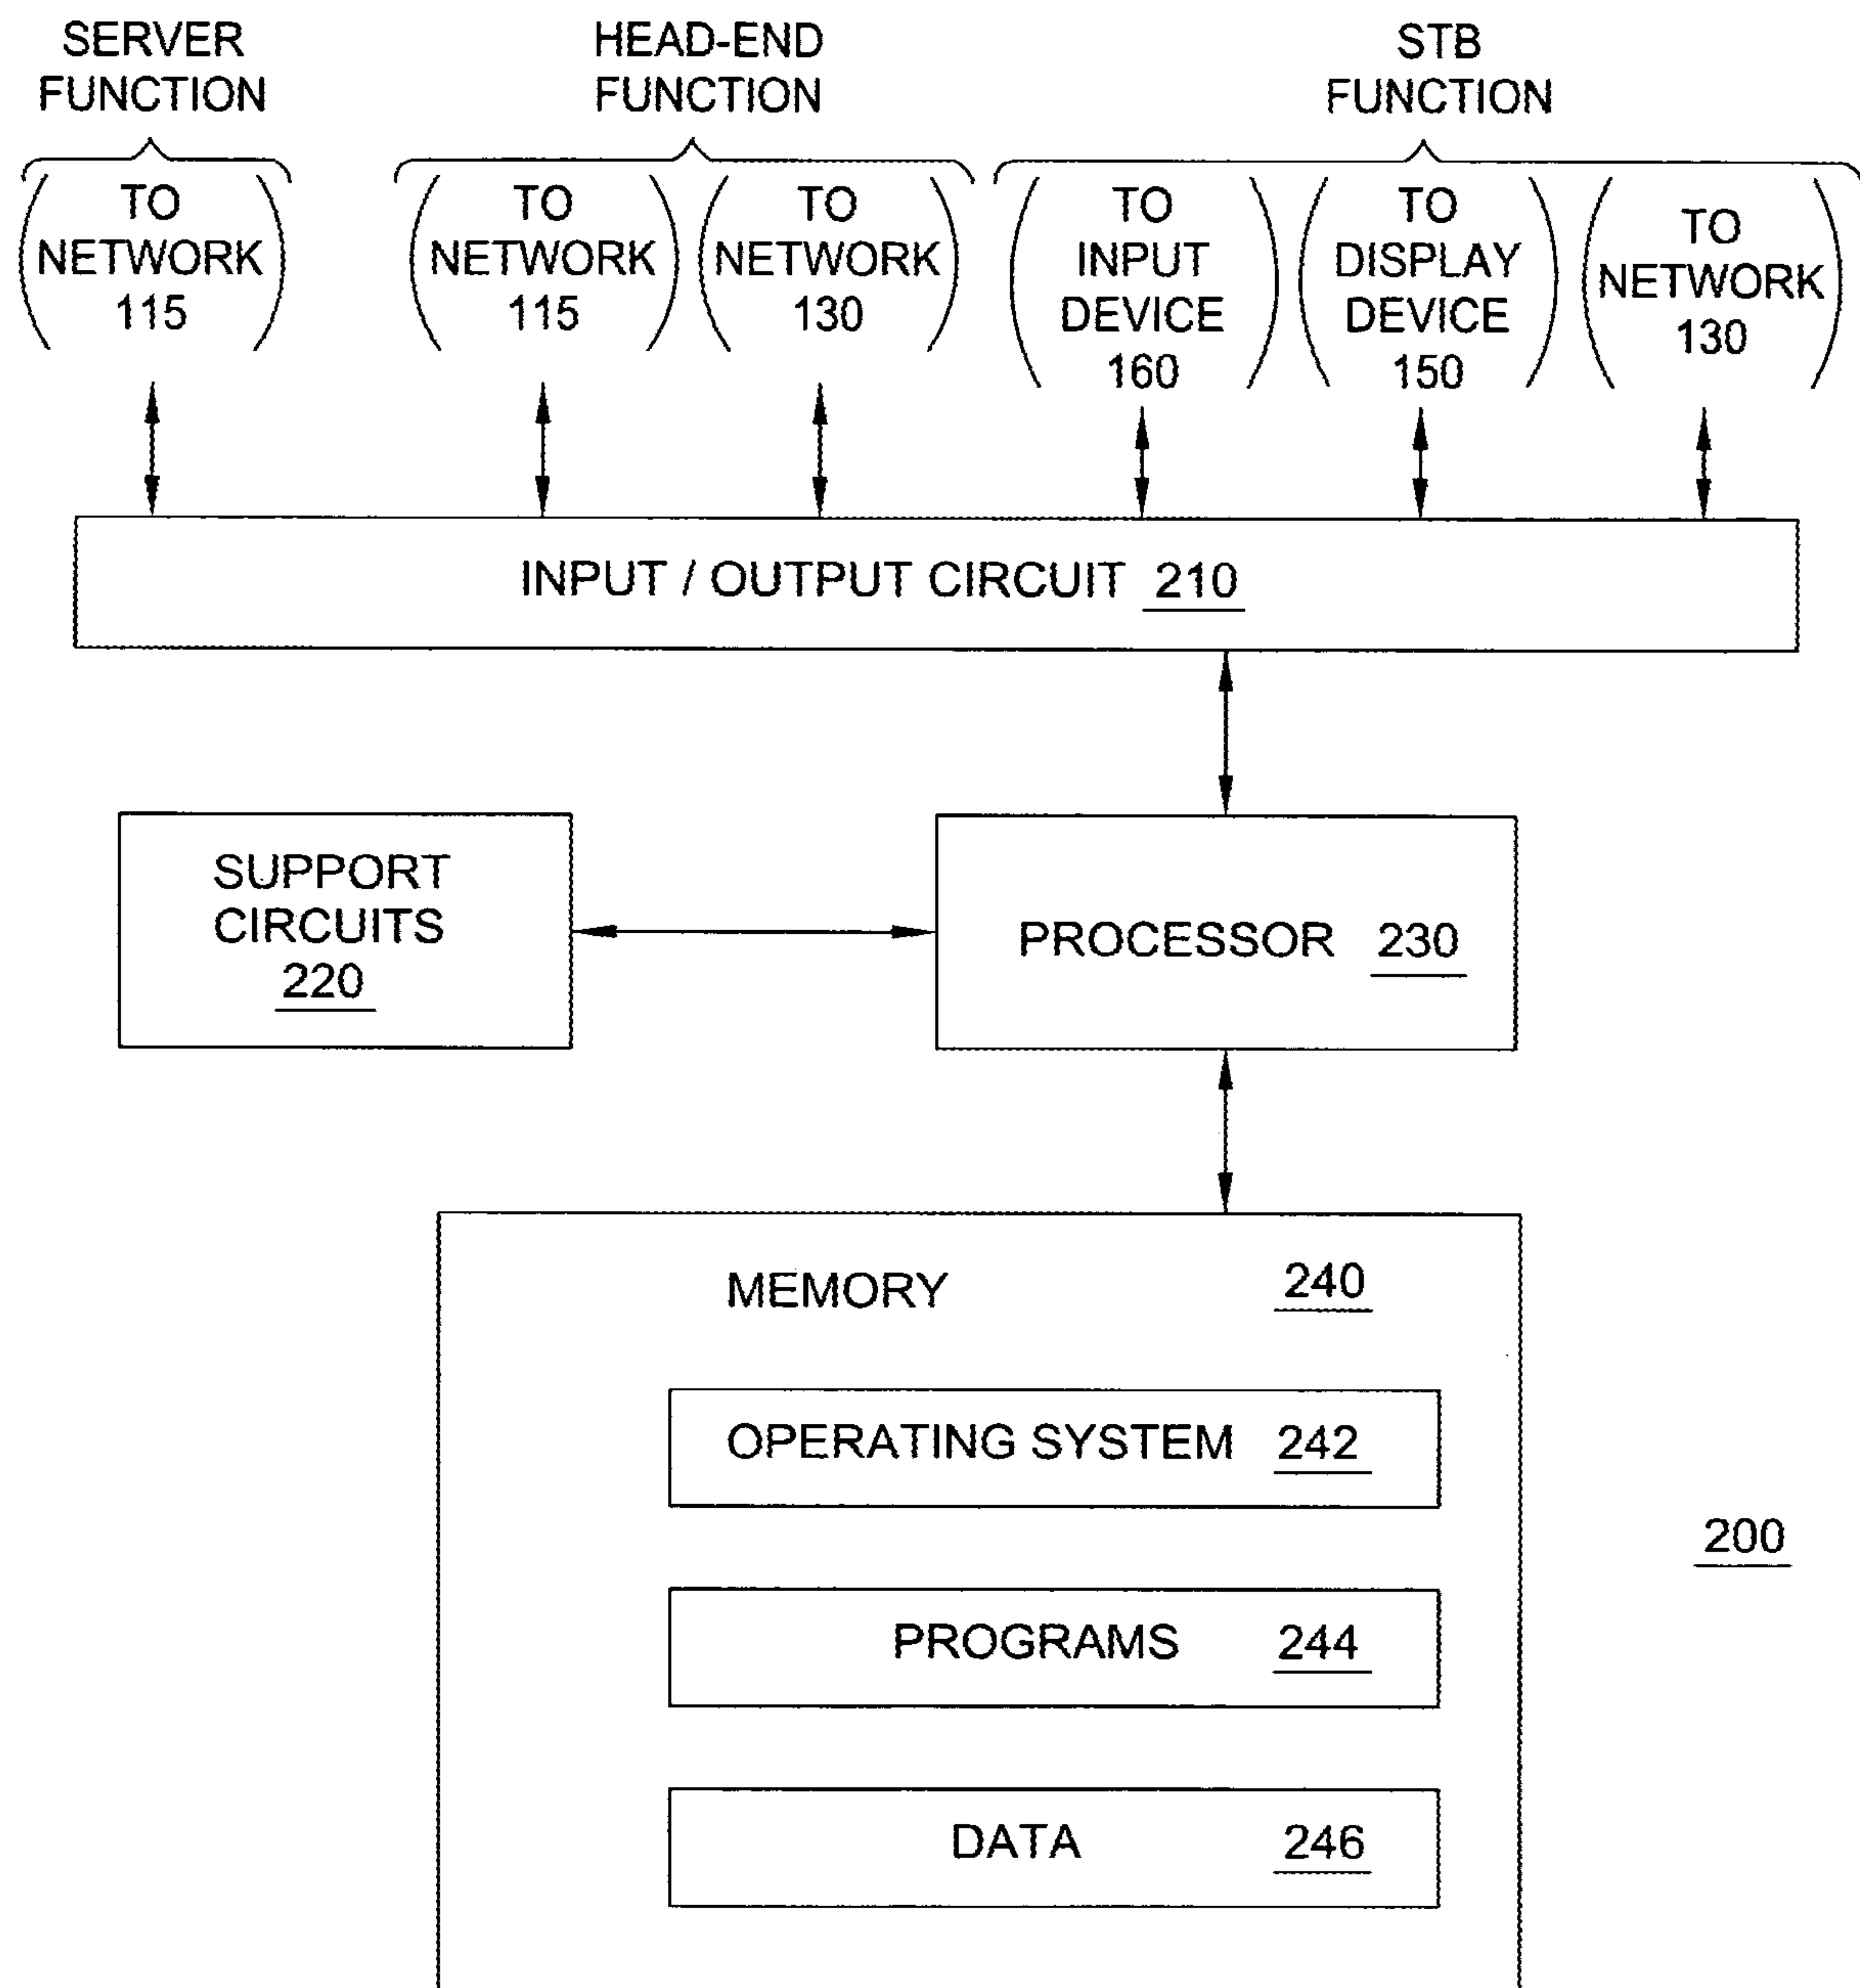 SERVER
FUNCTION
HEAD-END
FUNCTION
STB
FUNCTION
TO
NETWORK
115
TO
NETWORK
115
TO
NETWORK
130
TO
INPUT
DEVICE
160
TO
DISPLAY
DEVICE
150
TO
NETWORK
130
INPUT / OUTPUT CIRCUIT 210
SUPPORT
CIRCUITS
220
PROCESSOR 230
MEMORY 240
OPERATING SYSTEM 242
200
PROGRAMS 244
DATA 246